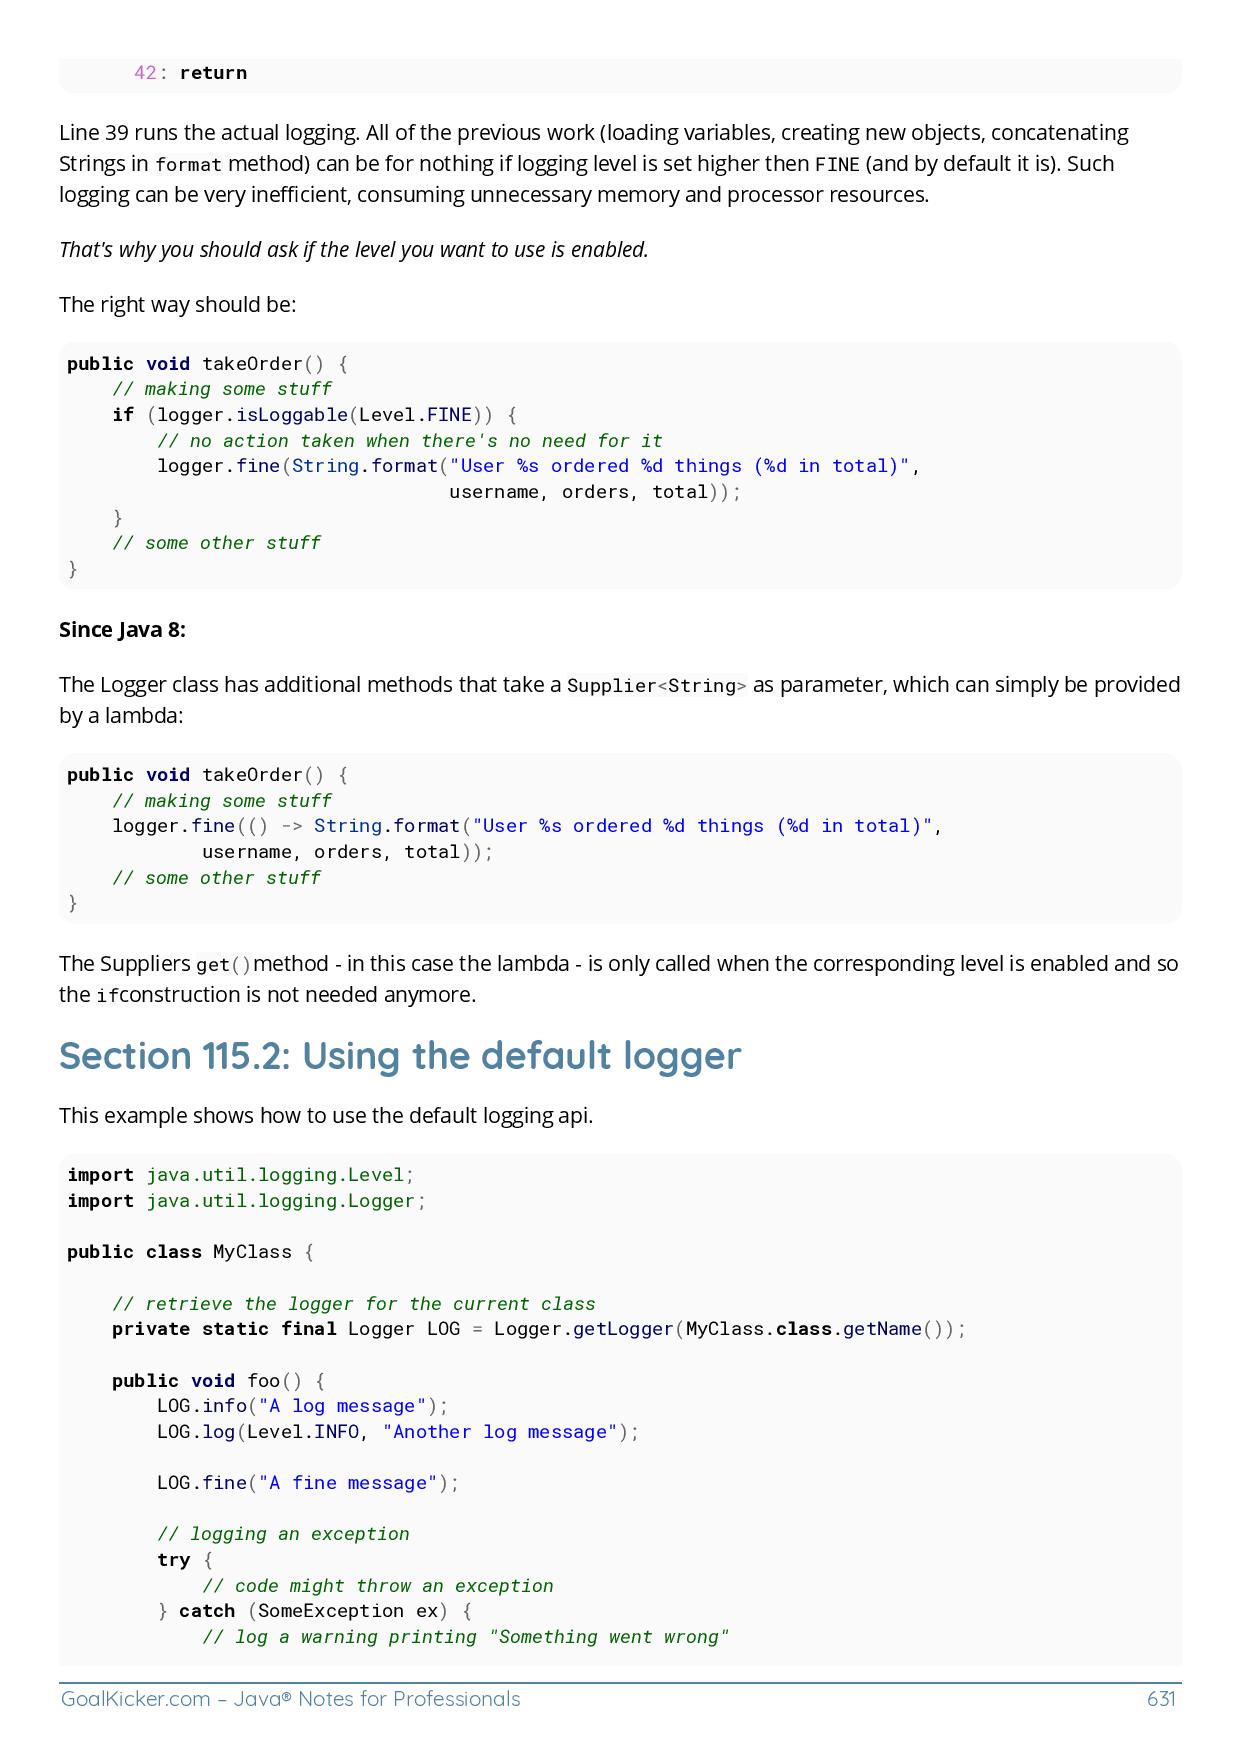 42: return
Line 39 runs the actual logging. All of the previous work (loading variables, creating new objects, concatenating
Strings in format method) can be for nothing if logging level is set higher then FINE (and by default it is). Such
logging can be very inefficient, consuming unnecessary memory and processor resources.
That's why you should ask if the level you want to use is enabled.
The right way should be:
public void takeOrder() {
    // making some stuff
    if (logger.isLoggable(Level.FINE)) {
        // no action taken when there's no need for it
        logger.fine(String.format("User %s ordered %d things (%d in total)",
                                  username, orders, total));
    }
    // some other stuff
}
Since Java 8:
The Logger class has additional methods that take a Supplier<String> as parameter, which can simply be provided
by a lambda:
public void takeOrder() {
    // making some stuff
    logger.fine(() -> String.format("User %s ordered %d things (%d in total)",
            username, orders, total));
    // some other stuff
}
The Suppliers get()method - in this case the lambda - is only called when the corresponding level is enabled and so
the ifconstruction is not needed anymore.
Section 115.2: Using the default logger
This example shows how to use the default logging api.
import java.util.logging.Level;
import java.util.logging.Logger;
public class MyClass {
    // retrieve the logger for the current class
    private static final Logger LOG = Logger.getLogger(MyClass.class.getName());
    public void foo() {
        LOG.info("A log message");
        LOG.log(Level.INFO, "Another log message");
        LOG.fine("A fine message");
        // logging an exception
        try {
            // code might throw an exception
        } catch (SomeException ex) {
            // log a warning printing "Something went wrong"
GoalKicker.com – Java® Notes for Professionals 631